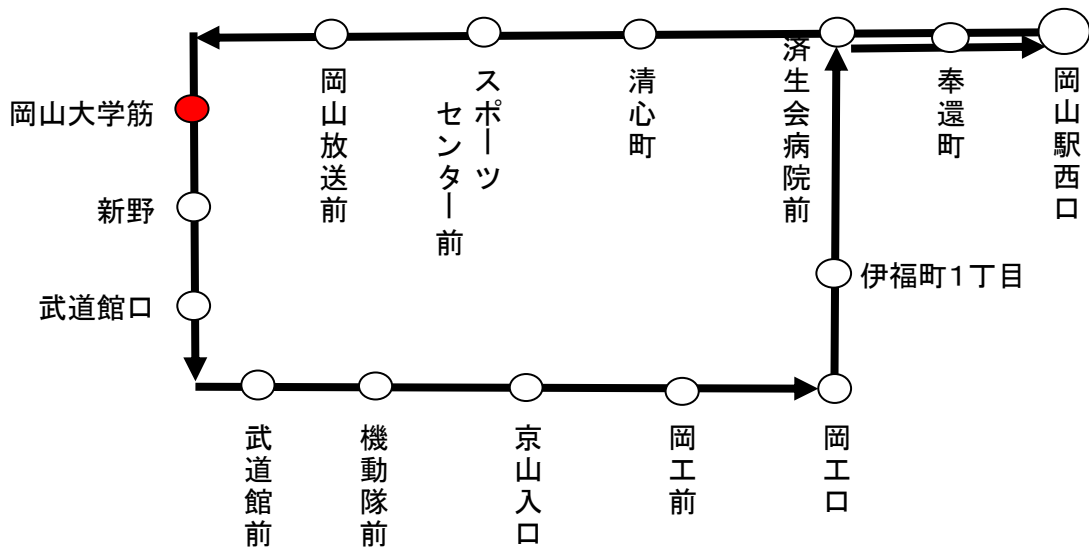 岡山大学筋
新野
武道館口
岡山放送前
スポーツ
センター前
清心町
済生会病院前
奉還町
岡山駅西口
伊福町1丁目
武道館前
機動隊前
京山入口
岡工前
岡工口